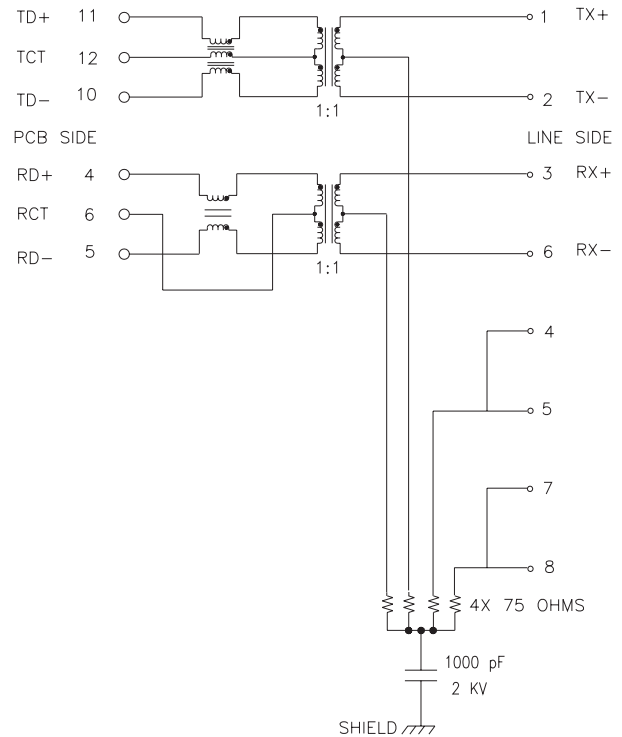 TD+ 11 1 TX+
TCT 12
TD− 10 2 TX−
1:1
PCB SIDE LINE SIDE
RD+ 4 3 RX+
RCT 6
RD− 5 6 RX−
1:1
4
5
7
8
4X 75 OHMS
1000 pF
2 KV
SHIELD